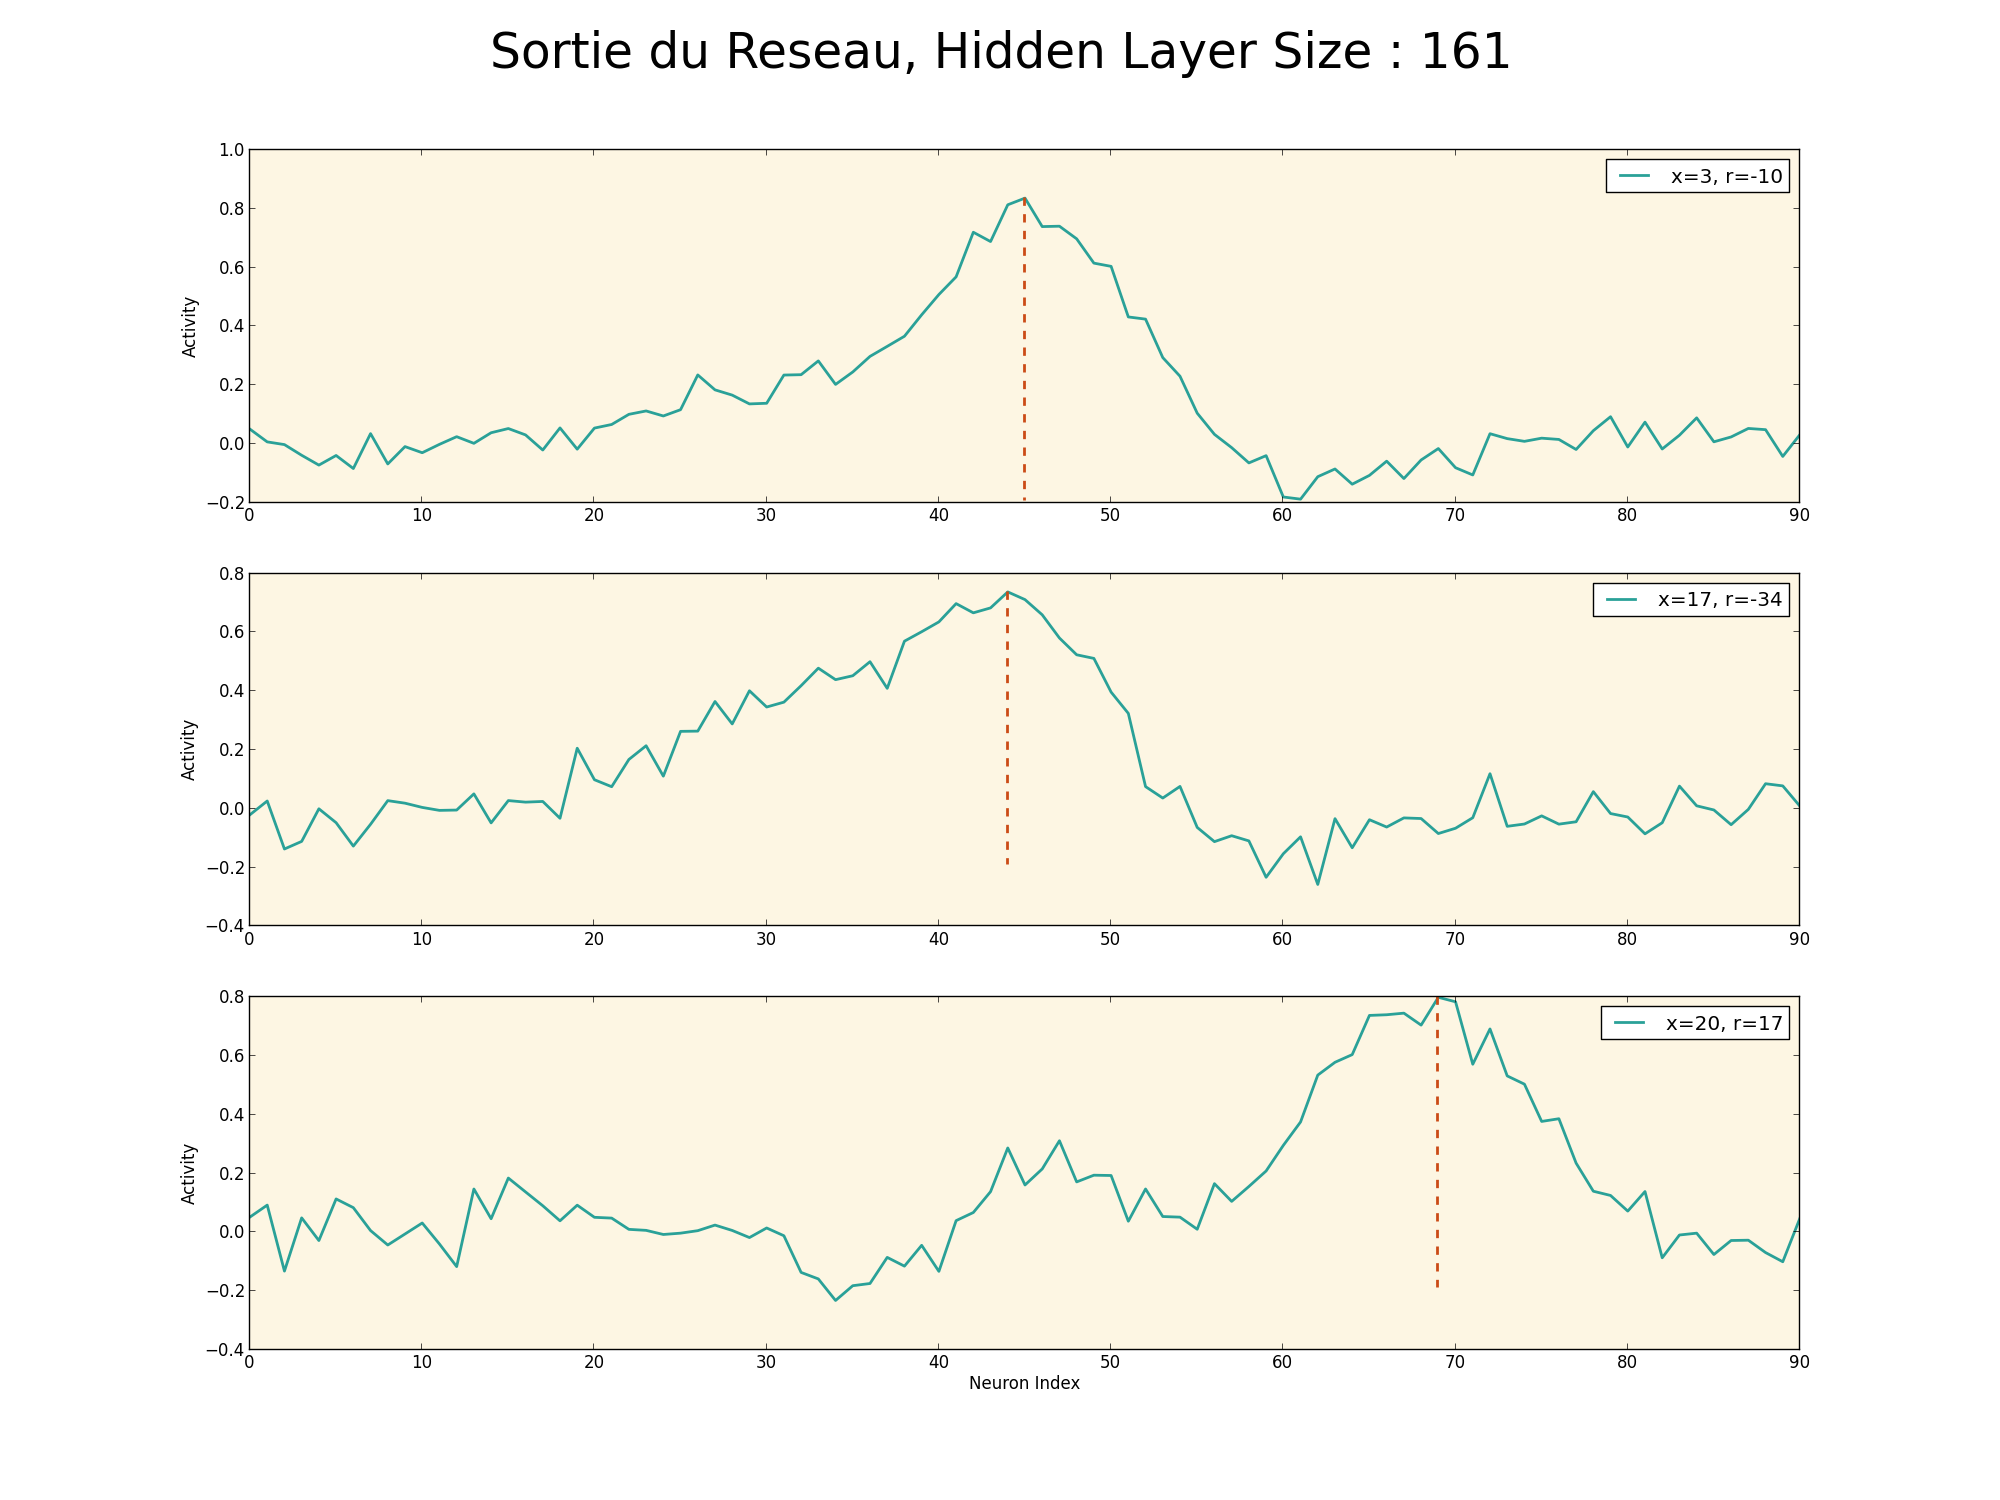 Sortie du Reseau, Hidden Layer Size : 161
1.0
0.8
0.6
0.4
0.2
0.0
−0.2
Activity
x=3, r=-10
0 10 20 30 40 50 60 70 80 90
0.8
0.6
0.4
0.2
0.0
−0.2
−0.4
Activity
x=17, r=-34
0 10 20 30 40 50 60 70 80 90
0.8
0.6
0.4
0.2
0.0
−0.2
−0.4
Activity
x=20, r=17
0 10 20 30 40 50 60 70 80 90
Neuron Index